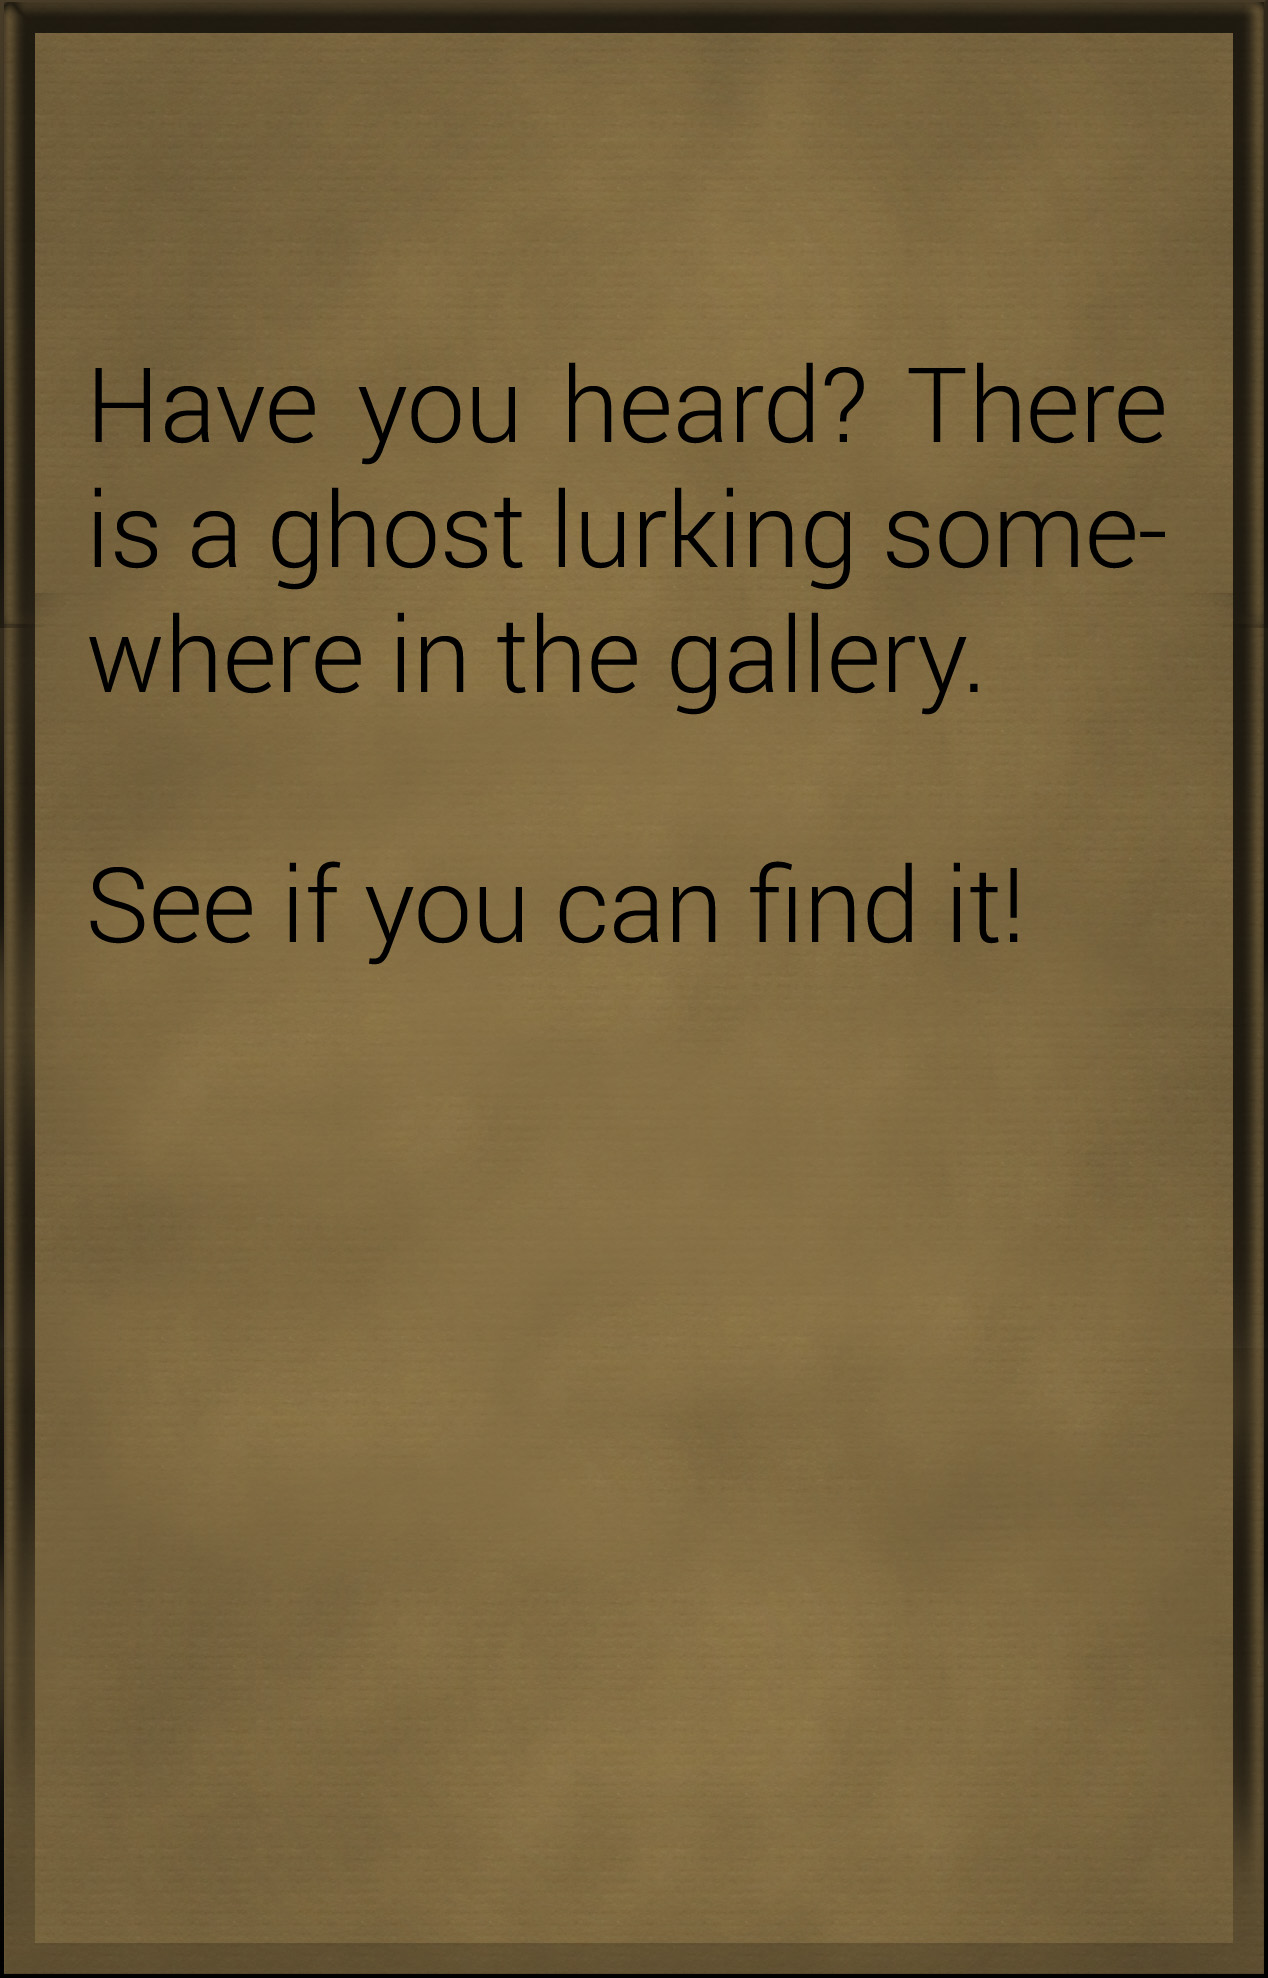 Have you heard? There
is a ghost lurking some-
where in the gallery.
See if you can find it!